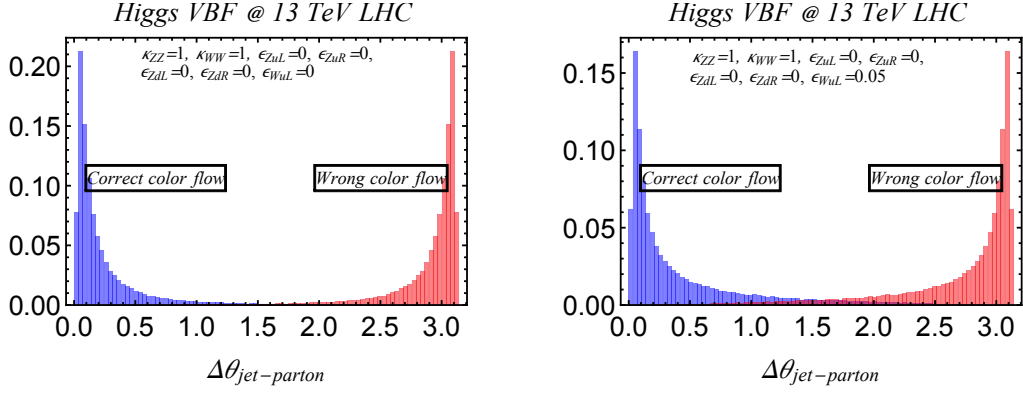 Higgs VBF @ 13 TeV LHC
κZZ=1, κWW=1, ϵZuL=0, ϵZuR=0,
ϵZdL=0, ϵZdR=0, ϵWuL=0
0.20
0.15
0.10
0.05
0.00
Correct color flow
Wrong color flow
0.0 0.5 1.0 1.5 2.0 2.5 3.0
Δθjet−parton
Higgs VBF @ 13 TeV LHC
κZZ=1, κWW=1, ϵZuL=0, ϵZuR=0,
ϵZdL=0, ϵZdR=0, ϵWuL=0.05
0.15
0.10
0.05
0.00
Correct color flow
Wrong color flow
0.0 0.5 1.0 1.5 2.0 2.5 3.0
Δθjet−parton